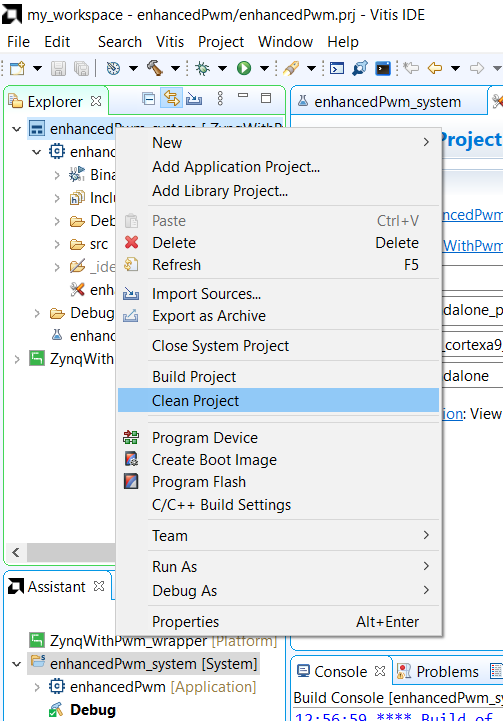 my_workspace - enhancedPwm/enhancedPwm.prj - Vitis IDE
File Edit Search Vitis Project Window Help
Explorer
enhancedPwm_system
enhancedPwm_system [ ZynqWithP
New
Project
enhanc
Add Application Project...
Bina
Add Library Project...
Inclu
Paste Ctrl+V
ncedPwm
Deb
Delete Delete
src
WithPwm
_ide
Refresh F5
enh
Import Sources...
Debug
Export as Archive
dalone_p
enhanc
Close System Project
_cortexa9_
ZynqWith
Build Project
dalone
Clean Project
ion: View
Program Device
Create Boot Image
Program Flash
C/C++ Build Settings
Team
Run As
Debug As
Assistant
Properties Alt+Enter
ZynqWithPwm_wrapper [Platform]
enhancedPwm_system [System]
enhancedPwm [Application]
Debug
Console
Problems
Build Console [enhancedPwm_s
12:56:59 **** Build of